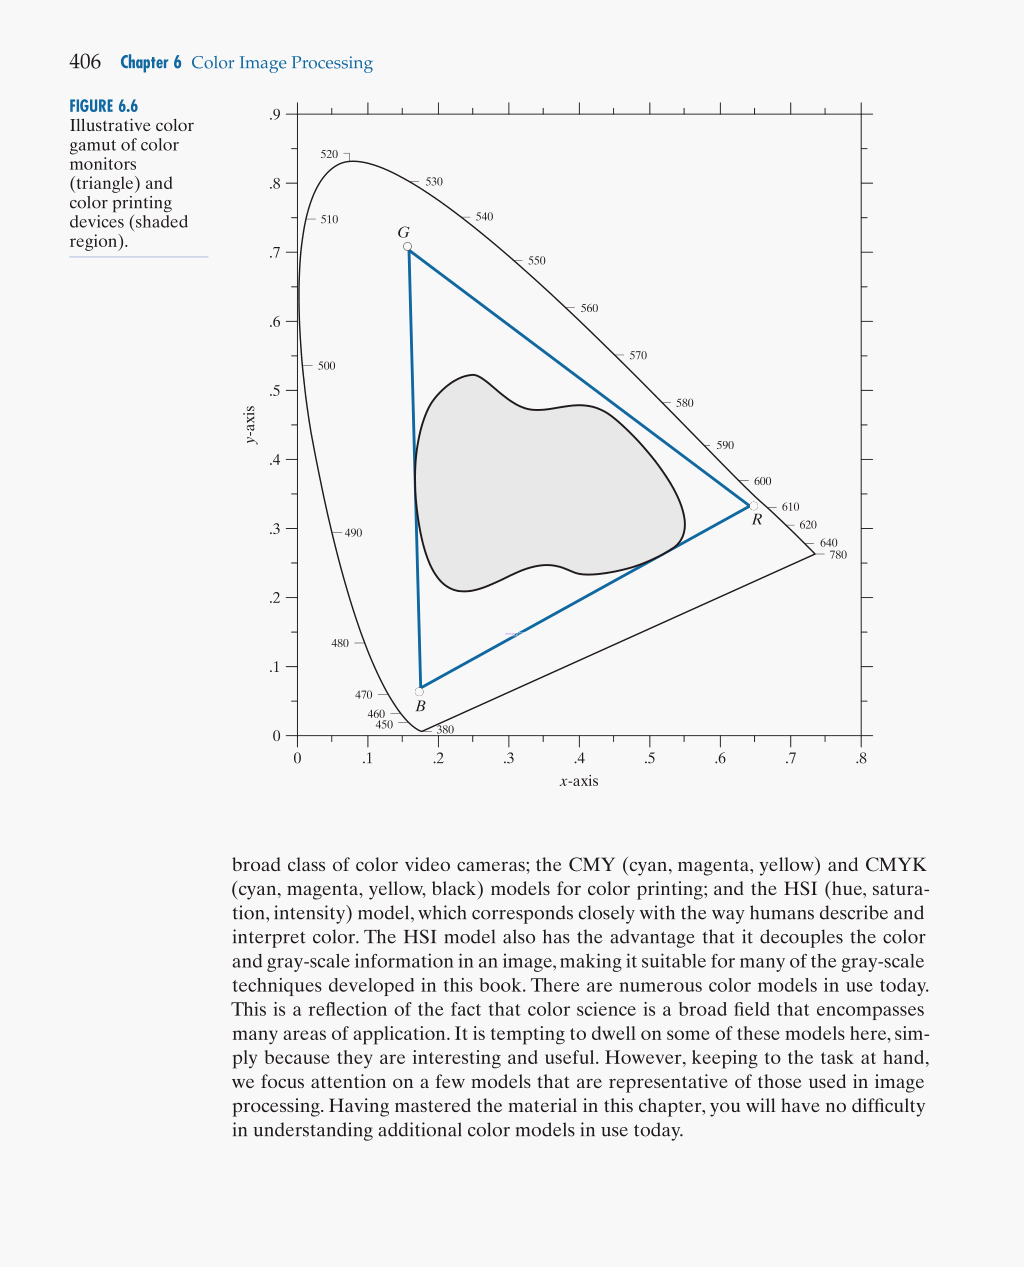 406 Chapter 6 Color Image Processing
FIGURE 6.6
Illustrative color
gamut of color
monitors
(triangle) and
color printing
devices (shaded
region).
.9
.8
.7
.6
.5
.4
.3
.2
.1
0
y-axis
520
530
510
540
G
550
560
570
500
580
590
600
610
R
620
490
640
780
480
470
B
460
450
380
0 .1 .2 .3 .4 .5 .6 .7 .8
x-axis
broad class of color video cameras; the CMY (cyan, magenta, yellow) and CMYK
(cyan, magenta, yellow, black) models for color printing; and the HSI (hue, satura-
tion, intensity) model, which corresponds closely with the way humans describe and
interpret color. The HSI model also has the advantage that it decouples the color
and gray-scale information in an image, making it suitable for many of the gray-scale
techniques developed in this book. There are numerous color models in use today.
This is a reflection of the fact that color science is a broad field that encompasses
many areas of application. It is tempting to dwell on some of these models here, sim-
ply because they are interesting and useful. However, keeping to the task at hand,
we focus attention on a few models that are representative of those used in image
processing. Having mastered the material in this chapter, you will have no difficulty
in understanding additional color models in use today.